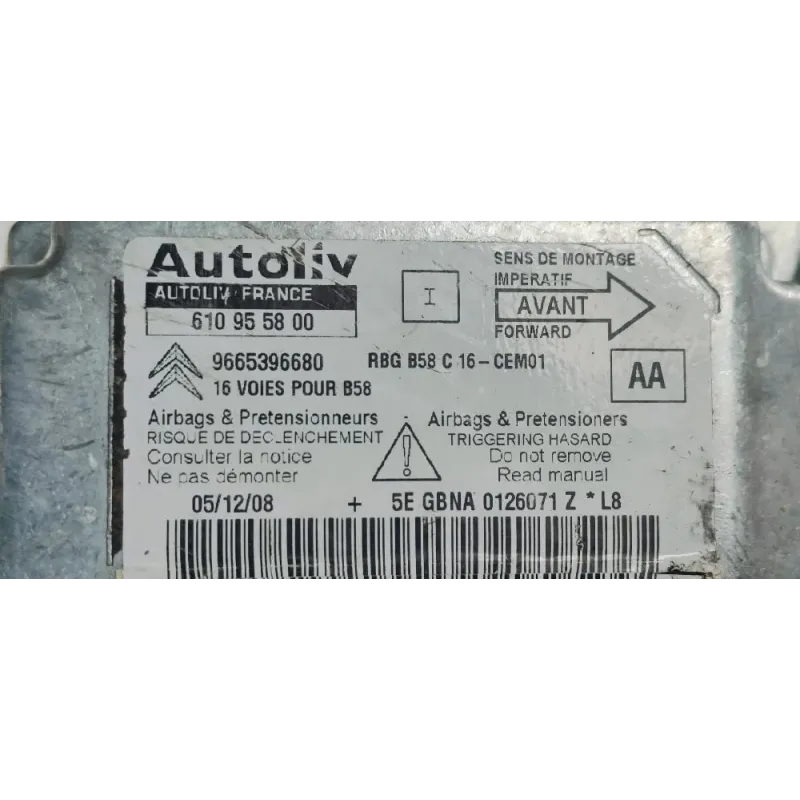 Autoliv
AUTOLIV FRANCE
610 95 58 00
I
SENS DE MONTAGE
IMPERATIF
AVANT
FORWARD
9665396680 RBG B58 C 16-CEM01
16 VOIES POUR B58
AA
Airbags & Pretensionneurs
RISQUE DE DECLENCHEMENT
Consulter la notice
Ne pas démonter
Airbags & Pretensioners
TRIGGERING HASARD
Do not remove
Read manual
05/12/08 + 5E GBNA 0126071 Z * L8